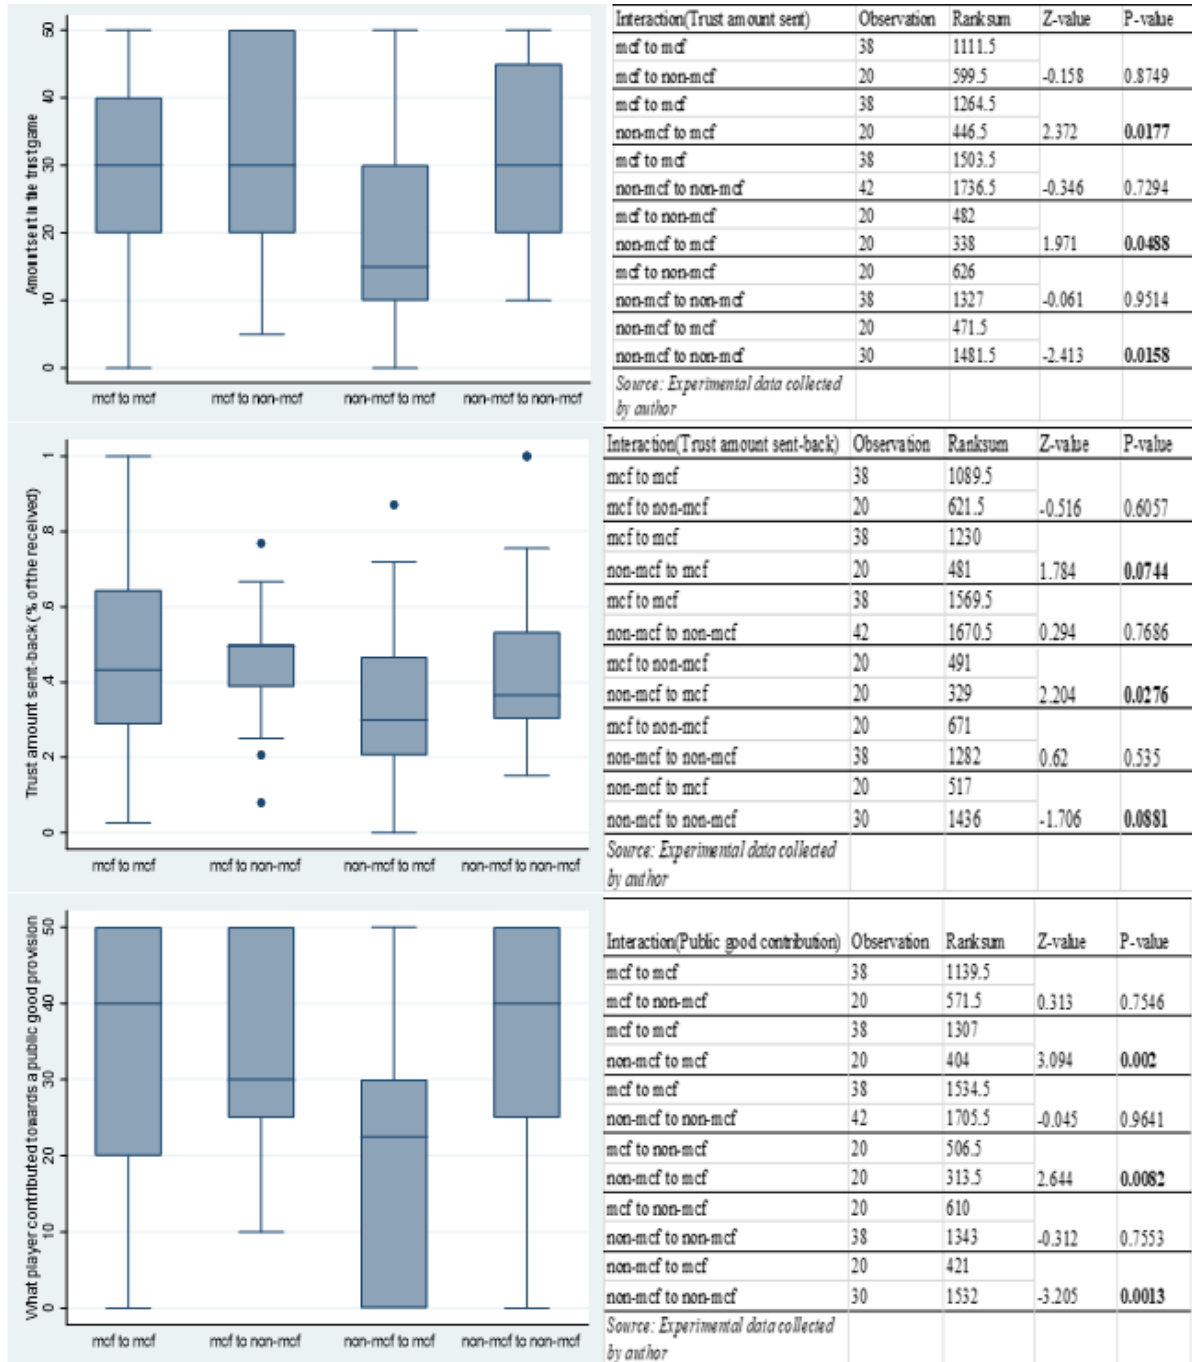 Amount sent in the trust game
50
40
30
20
10
0
mcf to mcf
mcf to non-mcf
non-mcf to mcf
non-mcf to non-mcf
Interaction(Trust amount sent) Observation Ranksum Z-value P-value
mcf to mcf 38 1111.5
mcf to non-mcf 20 599.5 -0.158 0.8749
mcf to mcf 38 1264.5
non-mcf to mcf 20 446.5 2.372 0.0177
mcf to mcf 38 1503.5
non-mcf to non-mcf 42 1736.5 -0.346 0.7294
mcf to non-mcf 20 482
non-mcf to mcf 20 338 1.971 0.0488
mcf to non-mcf 20 626
non-mcf to non-mcf 38 1327 -0.061 0.9514
non-mcf to mcf 20 471.5
non-mcf to non-mcf 30 1481.5 -2.413 0.0158
Source: Experimental data collected
by author
Trust amount sent-back (% of the received)
1
.8
.6
.4
.2
0
mcf to mcf
mcf to non-mcf
non-mcf to mcf
non-mcf to non-mcf
Interaction(Trust amount sent-back) Observation Ranksum Z-value P-value
mcf to mcf 38 1089.5
mcf to non-mcf 20 621.5 -0.516 0.6057
mcf to mcf 38 1230
non-mcf to mcf 20 481 1.784 0.0744
mcf to mcf 38 1569.5
non-mcf to non-mcf 42 1670.5 0.294 0.7686
mcf to non-mcf 20 491
non-mcf to mcf 20 329 2.204 0.0276
mcf to non-mcf 20 671
non-mcf to non-mcf 38 1282 0.62 0.535
non-mcf to mcf 20 517
non-mcf to non-mcf 30 1436 -1.706 0.0881
Source: Experimental data collected
by author
What player contributed towards a public good provision
50
40
30
20
10
0
mcf to mcf
mcf to non-mcf
non-mcf to mcf
non-mcf to non-mcf
Interaction(Public good contribution) Observation Ranksum Z-value P-value
mcf to mcf 38 1139.5
mcf to non-mcf 20 571.5 0.313 0.7546
mcf to mcf 38 1307
non-mcf to mcf 20 404 3.094 0.002
mcf to mcf 38 1534.5
non-mcf to non-mcf 42 1705.5 -0.045 0.9641
mcf to non-mcf 20 506.5
non-mcf to mcf 20 313.5 2.644 0.0082
mcf to non-mcf 20 610
non-mcf to non-mcf 38 1343 -0.312 0.7553
non-mcf to mcf 20 421
non-mcf to non-mcf 30 1532 -3.205 0.0013
Source: Experimental data collected
by author